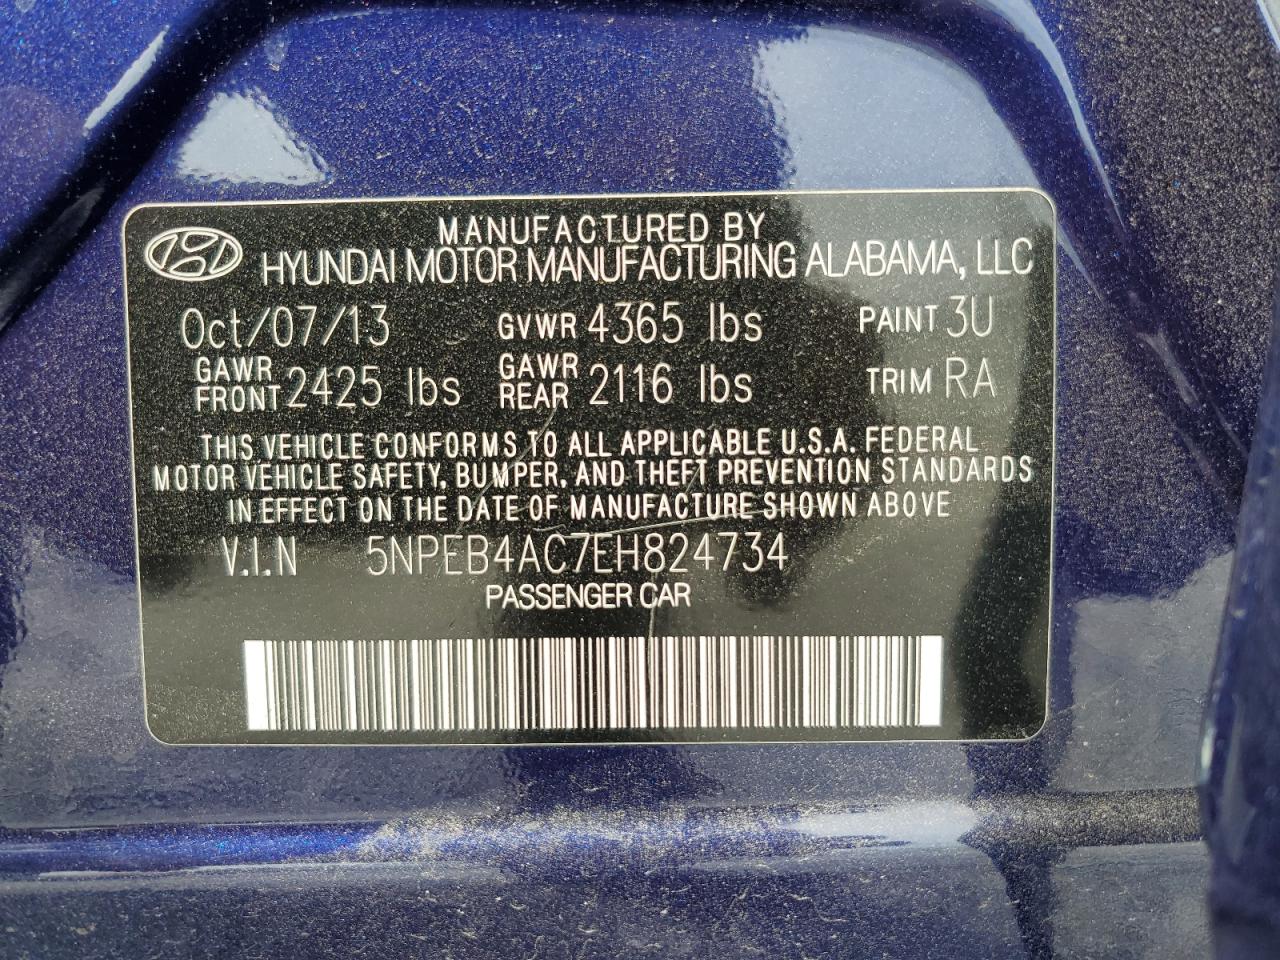 MANUFACTURED BY
HYUNDAI MOTOR MANUFACTURING ALABAMA, LLC
Oct/07/13 GVWR 4365 lbs PAINT 3U
GAWR FRONT 2425 lbs GAWR REAR 2116 lbs TRIM RA
THIS VEHICLE CONFORMS TO ALL APPLICABLE U.S.A. FEDERAL
MOTOR VEHICLE SAFETY, BUMPER, AND THEFT PREVENTION STANDARDS
IN EFFECT ON THE DATE OF MANUFACTURE SHOWN ABOVE
V.I.N 5NPEB4AC7EH824734
PASSENGER CAR